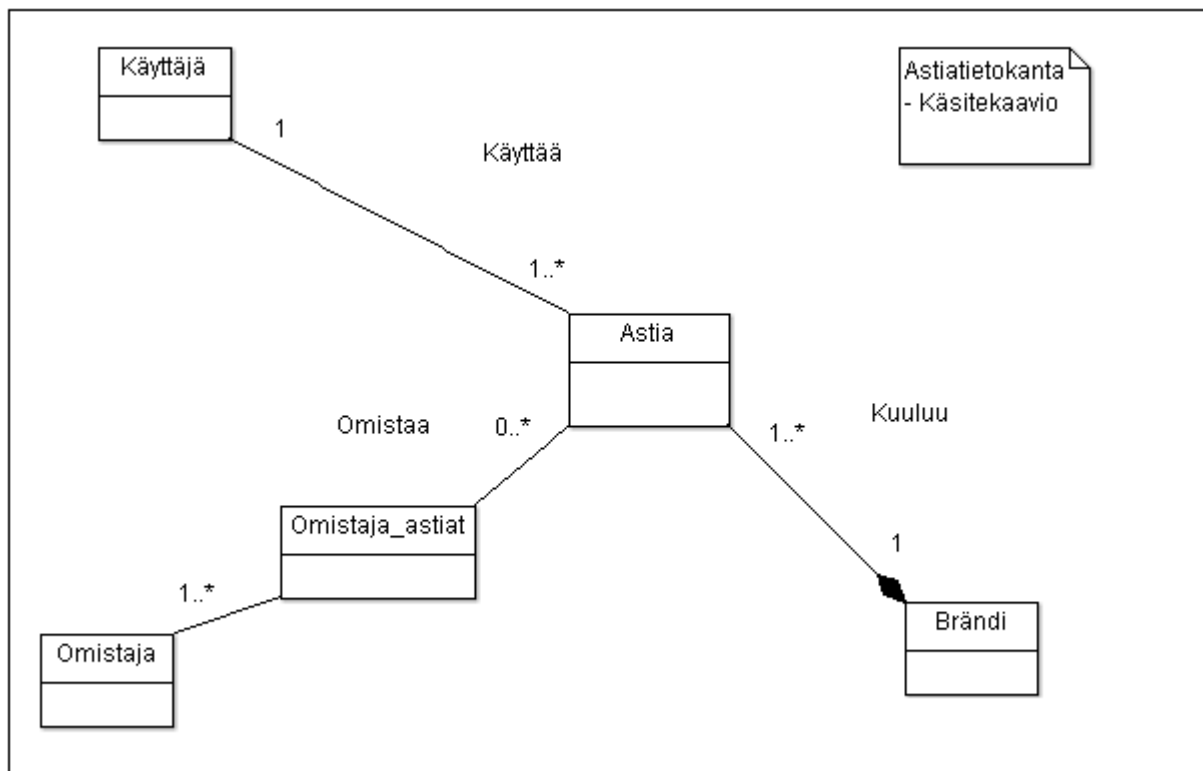 Käyttäjä
Astiatietokanta
- Käsitekaavio
1
Käyttää
1..*
Astia
Omistaa
0..*
Kuuluu
1..*
Omistaja_astiat
1
1..*
Brändi
Omistaja